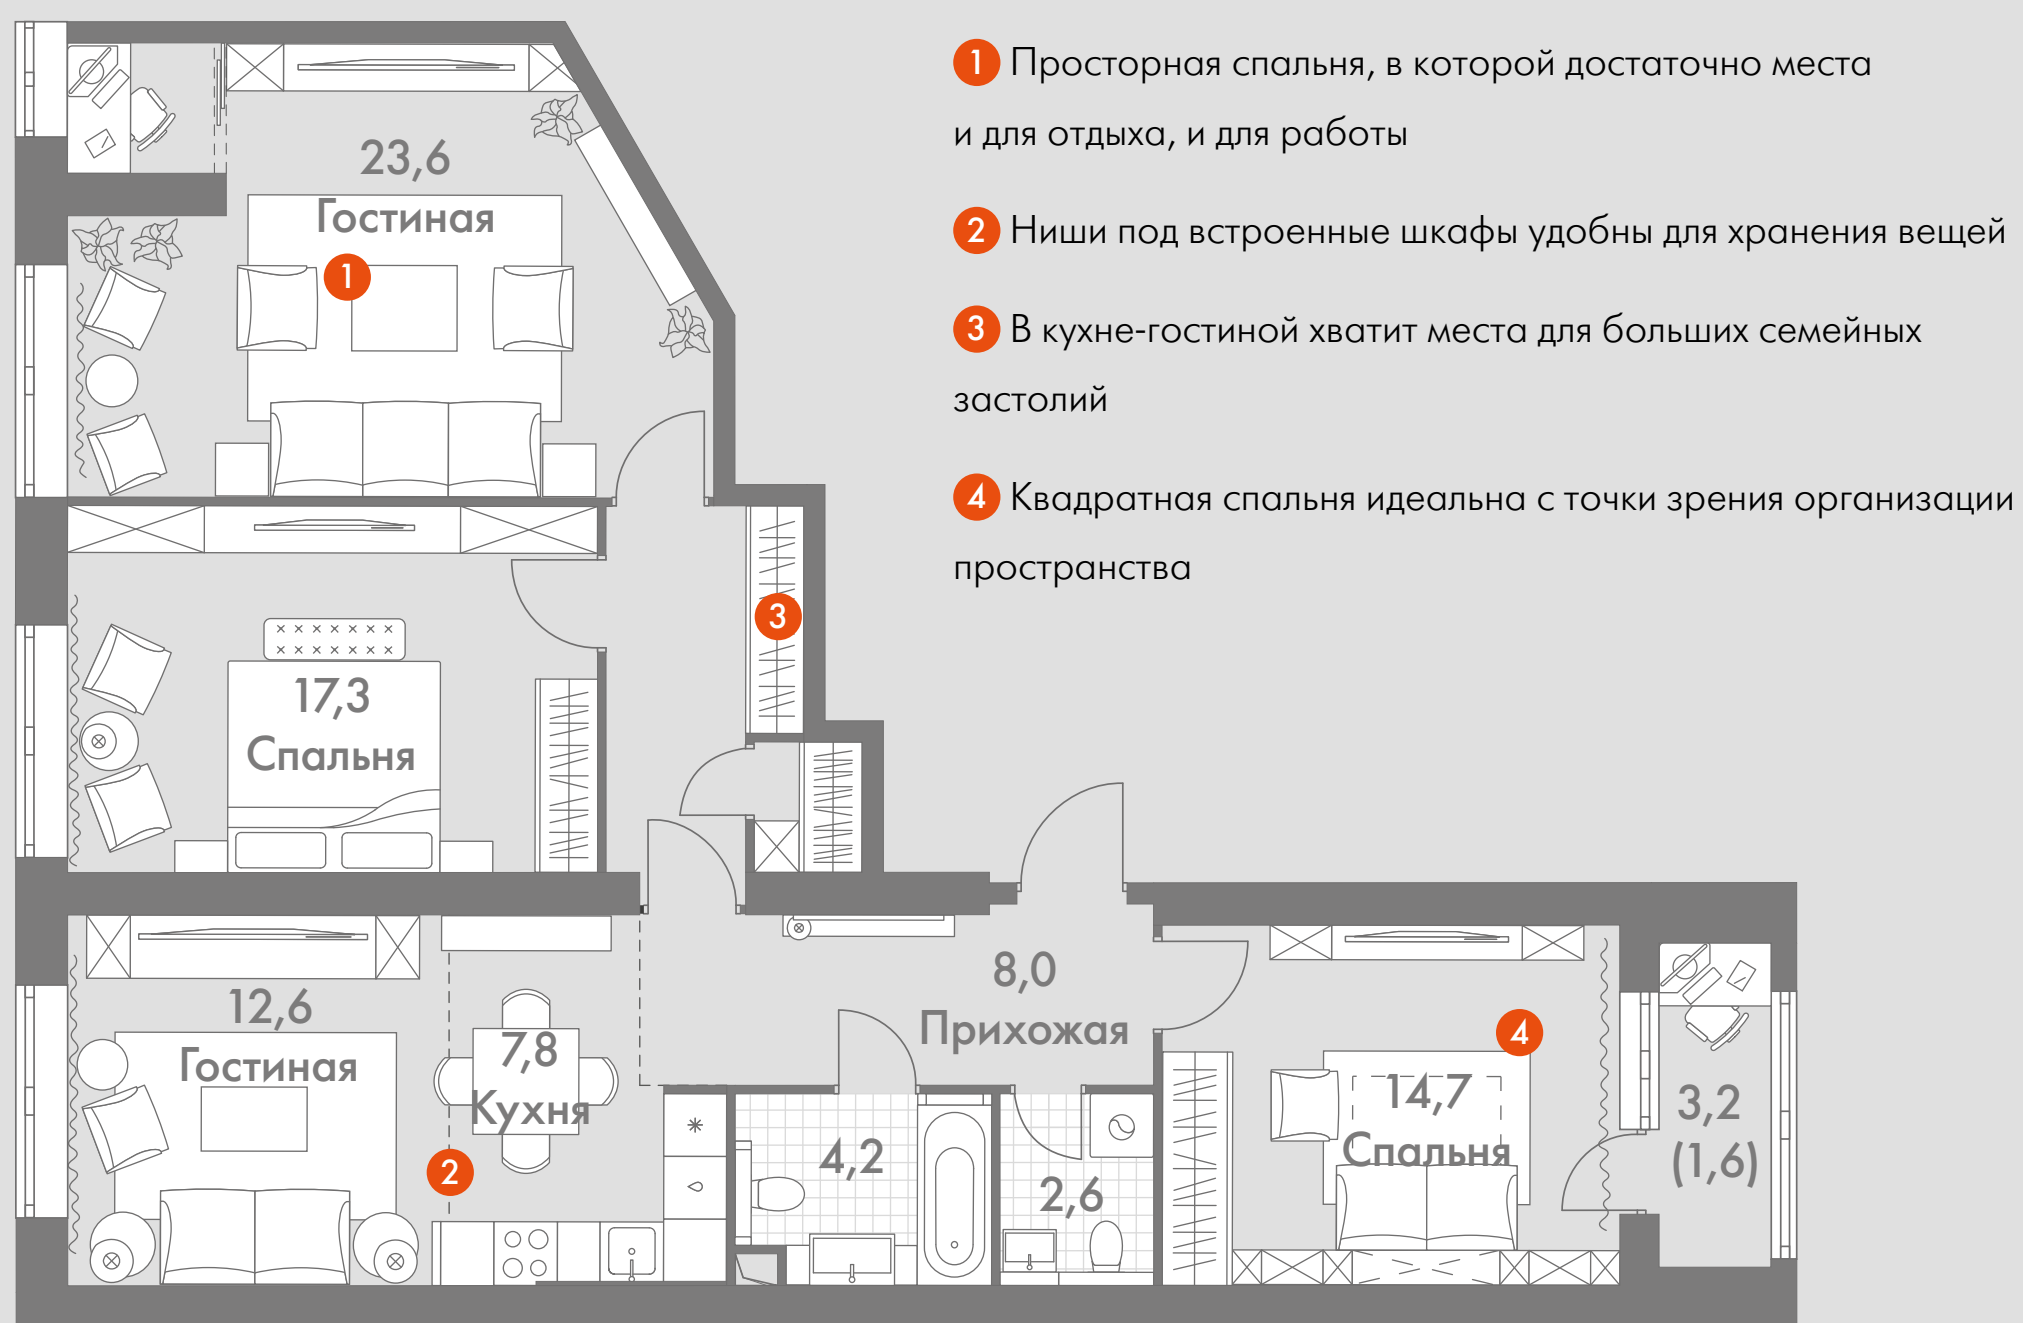 1 Просторная спальня, в которой достаточно места
и для отдыха, и для работы
2 Ниши под встроенные шкафы удобны для хранения вещей
3 В кухне-гостиной хватит места для больших семейных
застолий
4 Квадратная спальня идеальна с точки зрения организации
пространства
23,6
Гостиная
1
3
17,3
Спальня
12,6
Гостиная
7,8
Кухня
2
8,0
Прихожая
4,2
2,6
4
14,7
Спальня
3,2
(1,6)